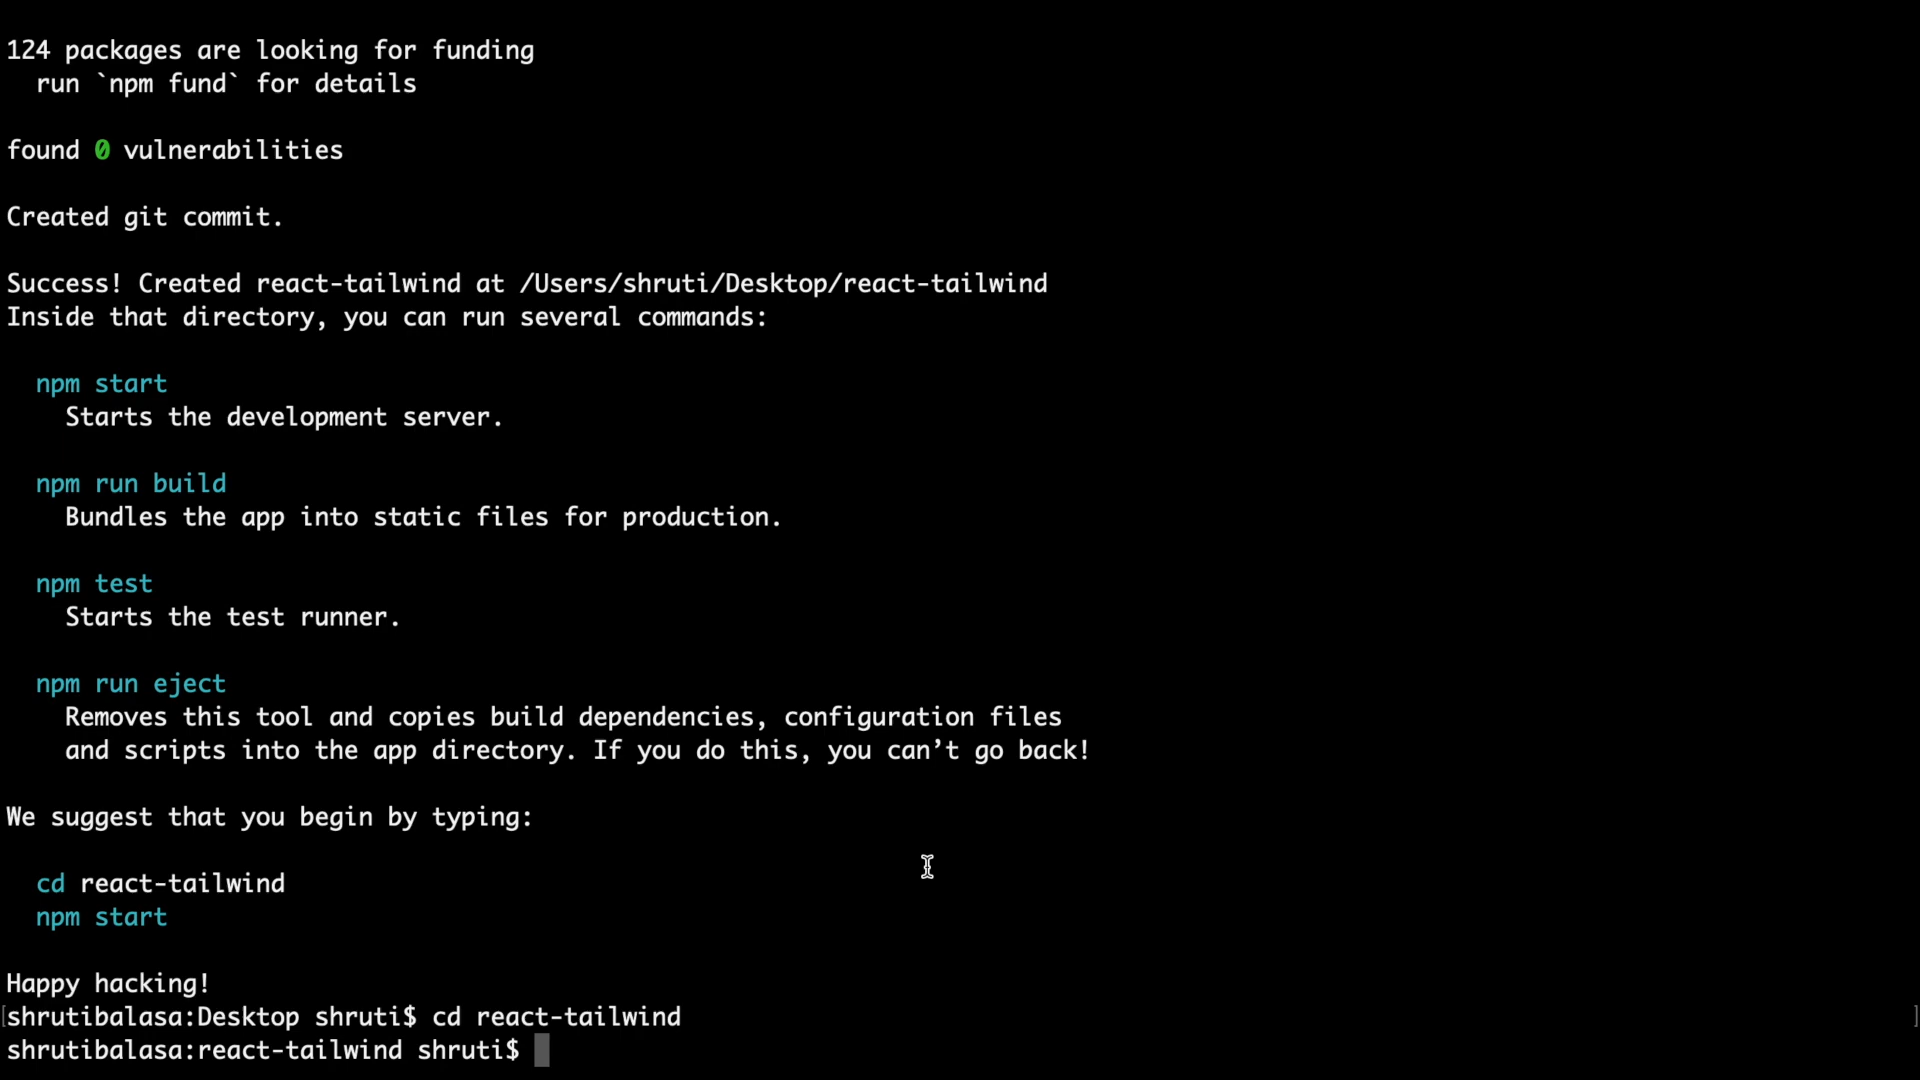 124 packages are looking for funding
run `npm fund` for details
found 0 vulnerabilities
Created git commit.
Success! Created react-tailwind at /Users/shruti/Desktop/react-tailwind
Inside that directory, you can run several commands:
npm start
Starts the development server.
npm run build
Bundles the app into static files for production.
npm test
Starts the test runner.
npm run eject
Removes this tool and copies build dependencies, configuration files
and scripts into the app directory. If you do this, you can’t go back!
We suggest that you begin by typing:
cd react-tailwind
npm start
Happy hacking!
[shrutibalasa:Desktop shruti$ cd react-tailwind ]
shrutibalasa:react-tailwind shruti$